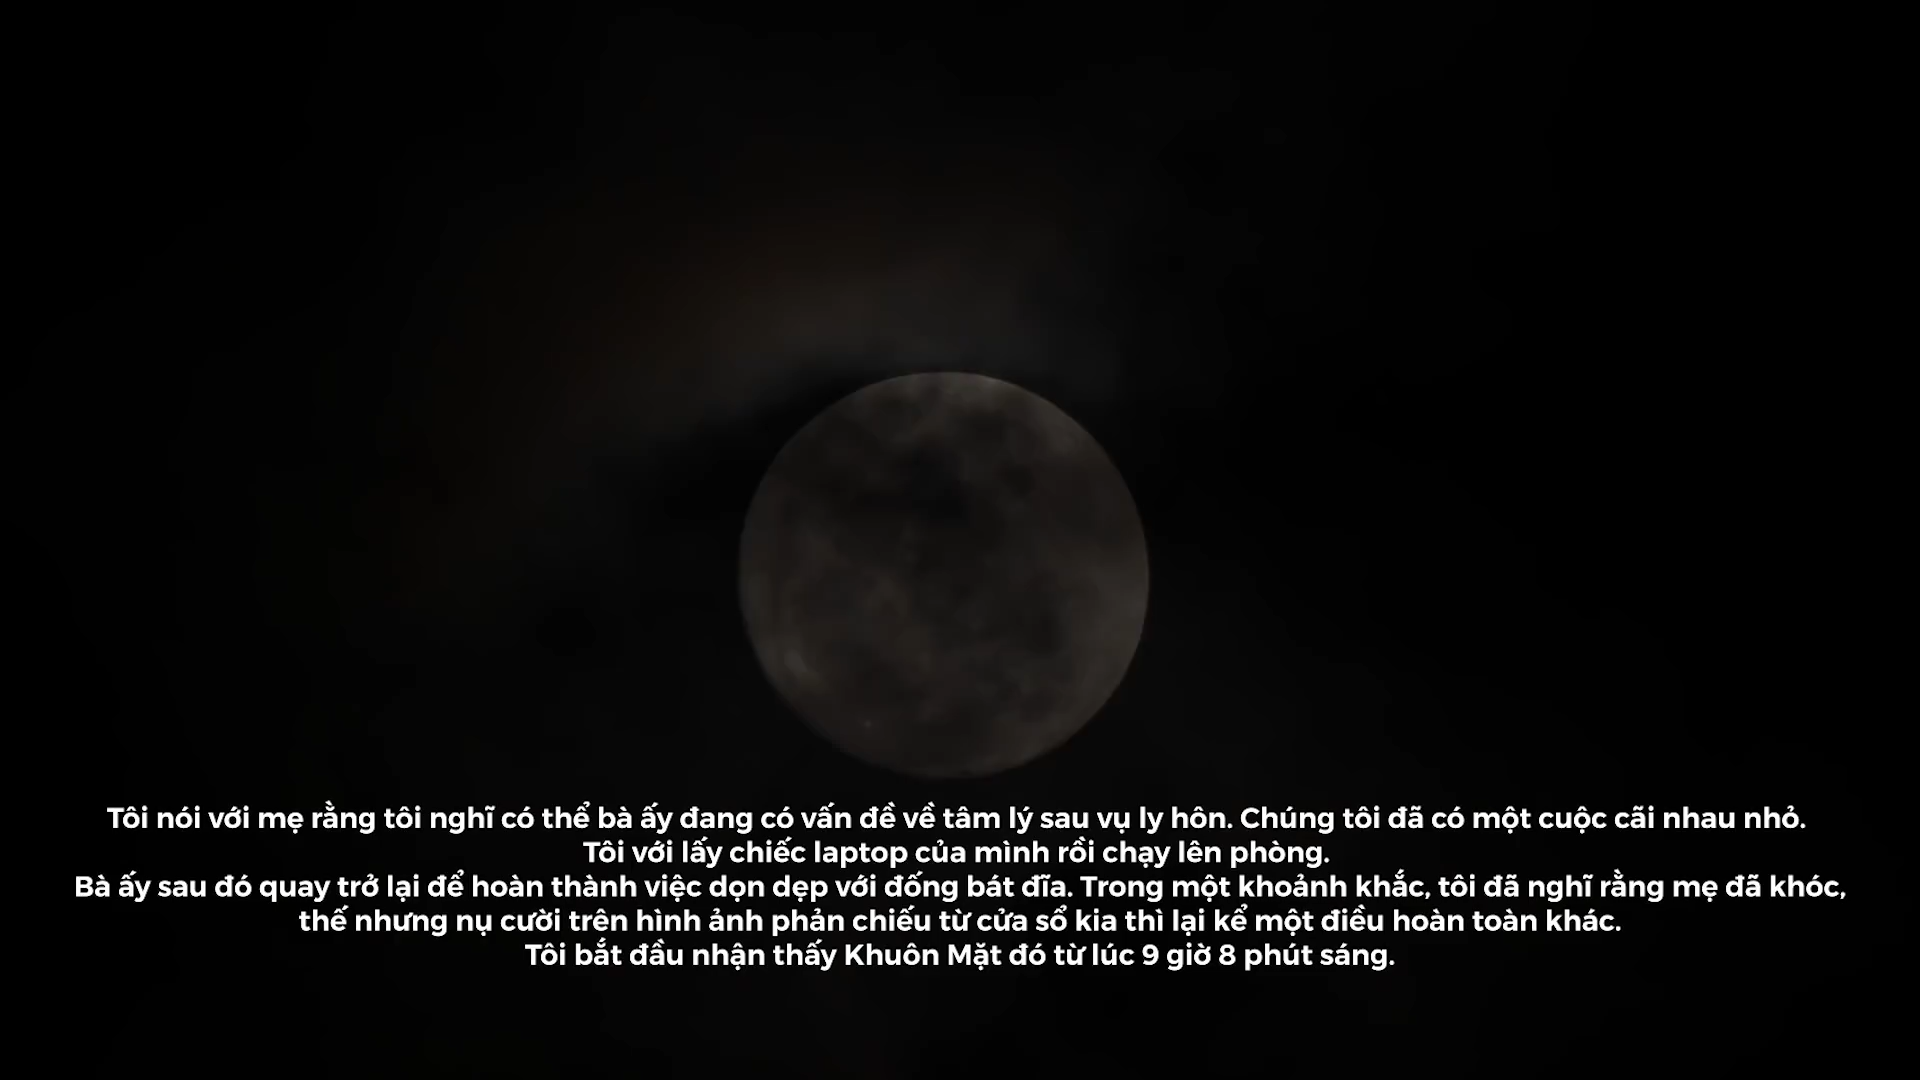 Tôi nói với mẹ rằng tôi nghĩ có thể bà ấy đang có vấn đề về tâm lý sau vụ ly hôn. Chúng tôi đã có một cuộc cãi nhau nhỏ.
Tôi với lấy chiếc laptop của mình rồi chạy lên phòng.
Bà ấy sau đó quay trở lại để hoàn thành việc dọn dẹp với đống bát đĩa. Trong một khoảnh khắc, tôi đã nghĩ rằng mẹ đã khóc,
thế nhưng nụ cười trên hình ảnh phản chiếu từ cửa sổ kia thì lại kể một điều hoàn toàn khác.
Tôi bắt đầu nhận thấy Khuôn Mặt đó từ lúc 9 giờ 8 phút sáng.